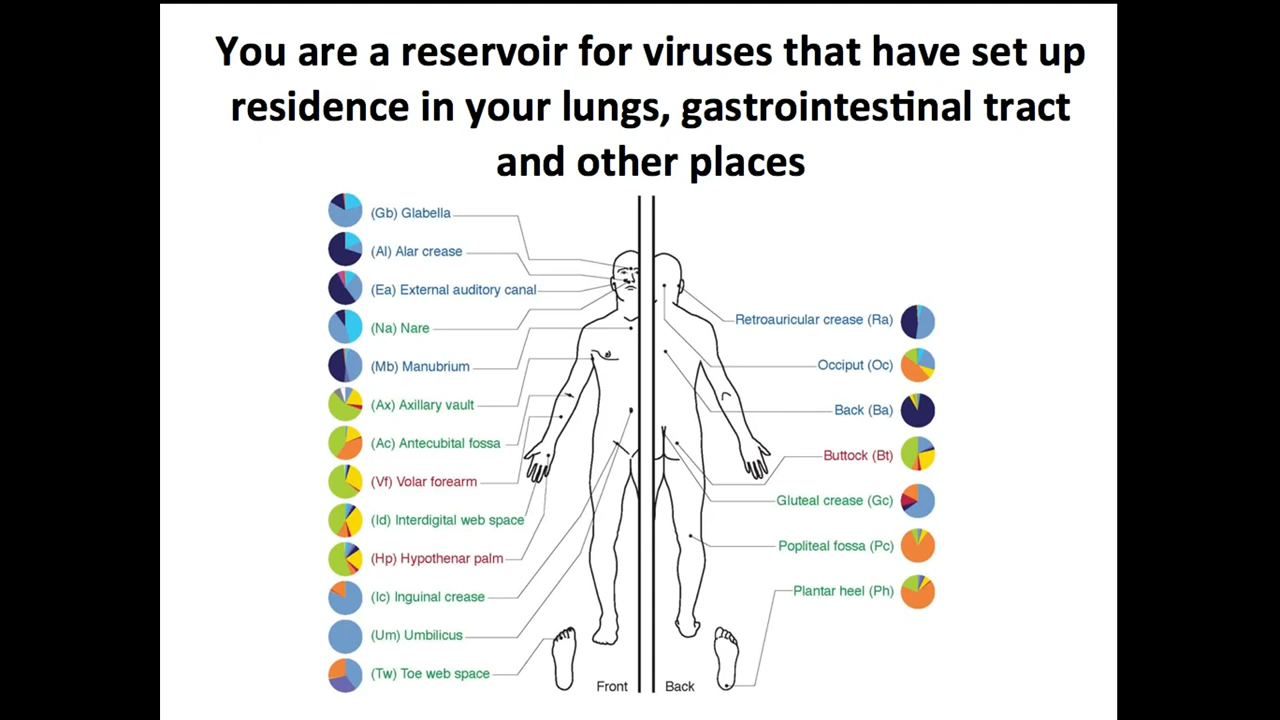 You are a reservoir for viruses that have set up
residence in your lungs, gastrointestinal tract
and other places
(Gb) Glabella
(Al) Alar crease
(Ea) External auditory canal
(Na) Nare
(Mb) Manubrium
(Ax) Axillary vault
(Ac) Antecubital fossa
(Vf) Volar forearm
(Id) Interdigital web space
(Hp) Hypothenar palm
(Ic) Inguinal crease
(Um) Umbilicus
(Tw) Toe web space
Front
Back
Retroauricular crease (Ra)
Occiput (Oc)
Back (Ba)
Buttock (Bt)
Gluteal crease (Gc)
Popliteal fossa (Pc)
Plantar heel (Ph)